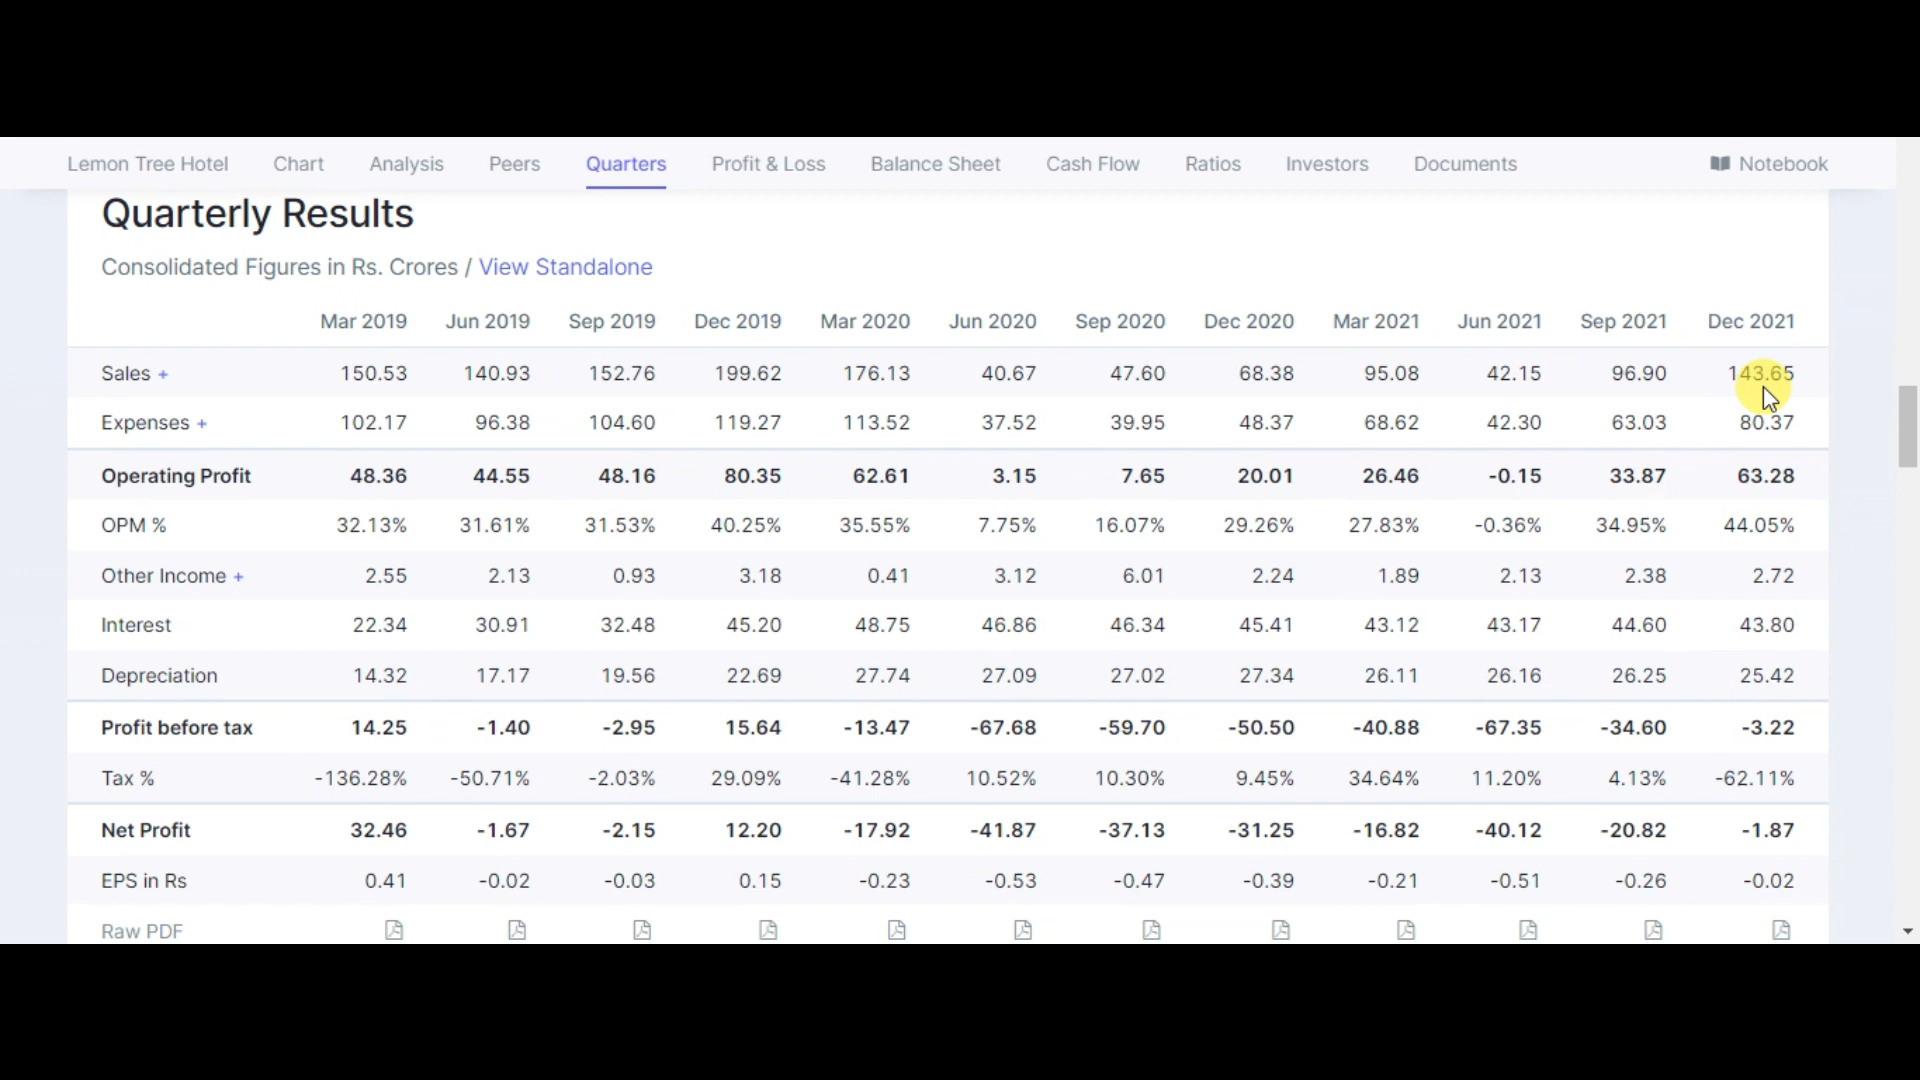 Lemon Tree Hotel Chart Analysis Peers Quarters Profit & Loss Balance Sheet Cash Flow Ratios Investors Documents Notebook
Quarterly Results
Consolidated Figures in Rs. Crores / View Standalone
Mar 2019 Jun 2019 Sep 2019 Dec 2019 Mar 2020 Jun 2020 Sep 2020 Dec 2020 Mar 2021 Jun 2021 Sep 2021 Dec 2021
Sales + 150.53 140.93 152.76 199.62 176.13 40.67 47.60 68.38 95.08 42.15 96.90 143.65
Expenses + 102.17 96.38 104.60 119.27 113.52 37.52 39.95 48.37 68.62 42.30 63.03 80.37
Operating Profit 48.36 44.55 48.16 80.35 62.61 3.15 7.65 20.01 26.46 -0.15 33.87 63.28
OPM % 32.13% 31.61% 31.53% 40.25% 35.55% 7.75% 16.07% 29.26% 27.83% -0.36% 34.95% 44.05%
Other Income + 2.55 2.13 0.93 3.18 0.41 3.12 6.01 2.24 1.89 2.13 2.38 2.72
Interest 22.34 30.91 32.48 45.20 48.75 46.86 46.34 45.41 43.12 43.17 44.60 43.80
Depreciation 14.32 17.17 19.56 22.69 27.74 27.09 27.02 27.34 26.11 26.16 26.25 25.42
Profit before tax 14.25 -1.40 -2.95 15.64 -13.47 -67.68 -59.70 -50.50 -40.88 -67.35 -34.60 -3.22
Tax % -136.28% -50.71% -2.03% 29.09% -41.28% 10.52% 10.30% 9.45% 34.64% 11.20% 4.13% -62.11%
Net Profit 32.46 -1.67 -2.15 12.20 -17.92 -41.87 -37.13 -31.25 -16.82 -40.12 -20.82 -1.87
EPS in Rs 0.41 -0.02 -0.03 0.15 -0.23 -0.53 -0.47 -0.39 -0.21 -0.51 -0.26 -0.02
Raw PDF